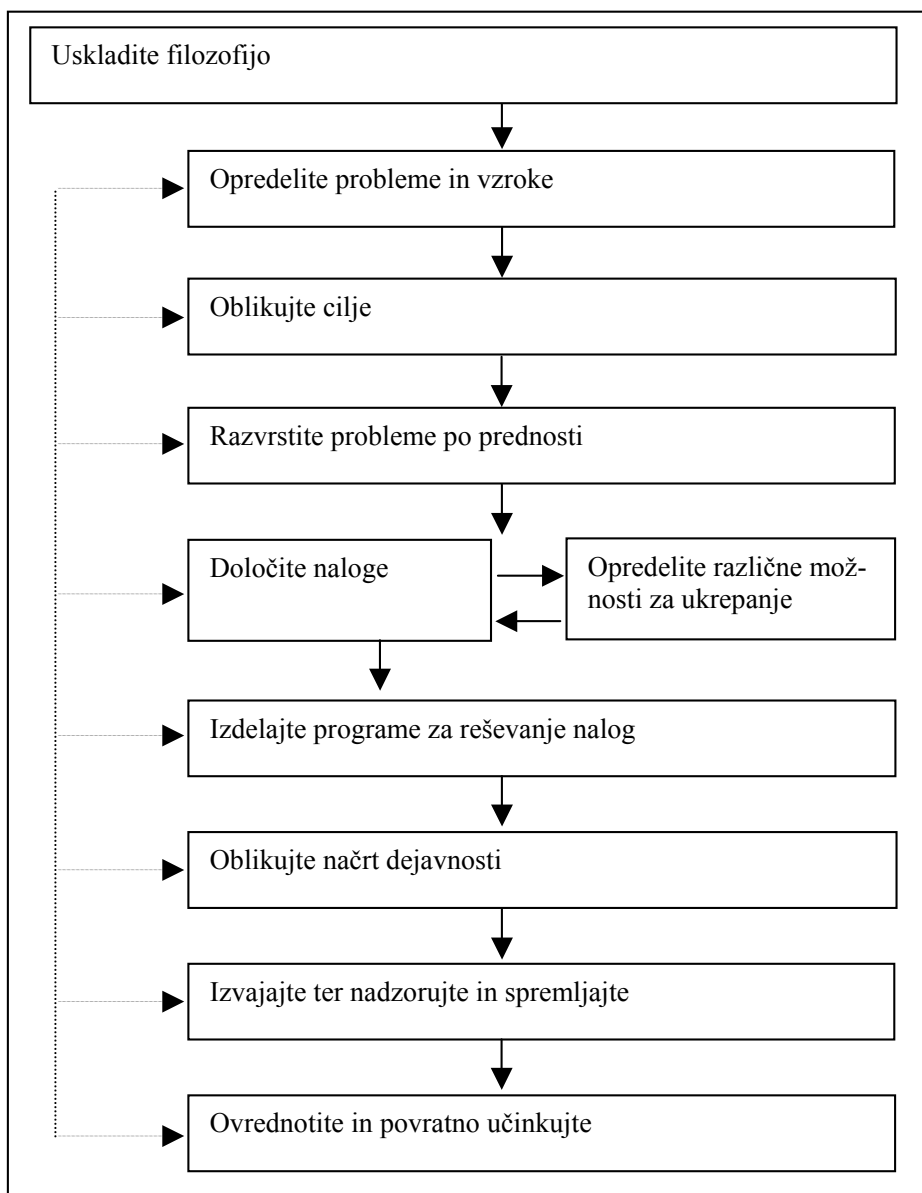 Uskladite filozofijo
Opredelite probleme in vzroke
Oblikujte cilje
Razvrstite probleme po prednosti
Določite naloge
Opredelite različne mož-
nosti za ukrepanje
Izdelajte programe za reševanje nalog
Oblikujte načrt dejavnosti
Izvajajte ter nadzorujte in spremljajte
Ovrednotite in povratno učinkujte